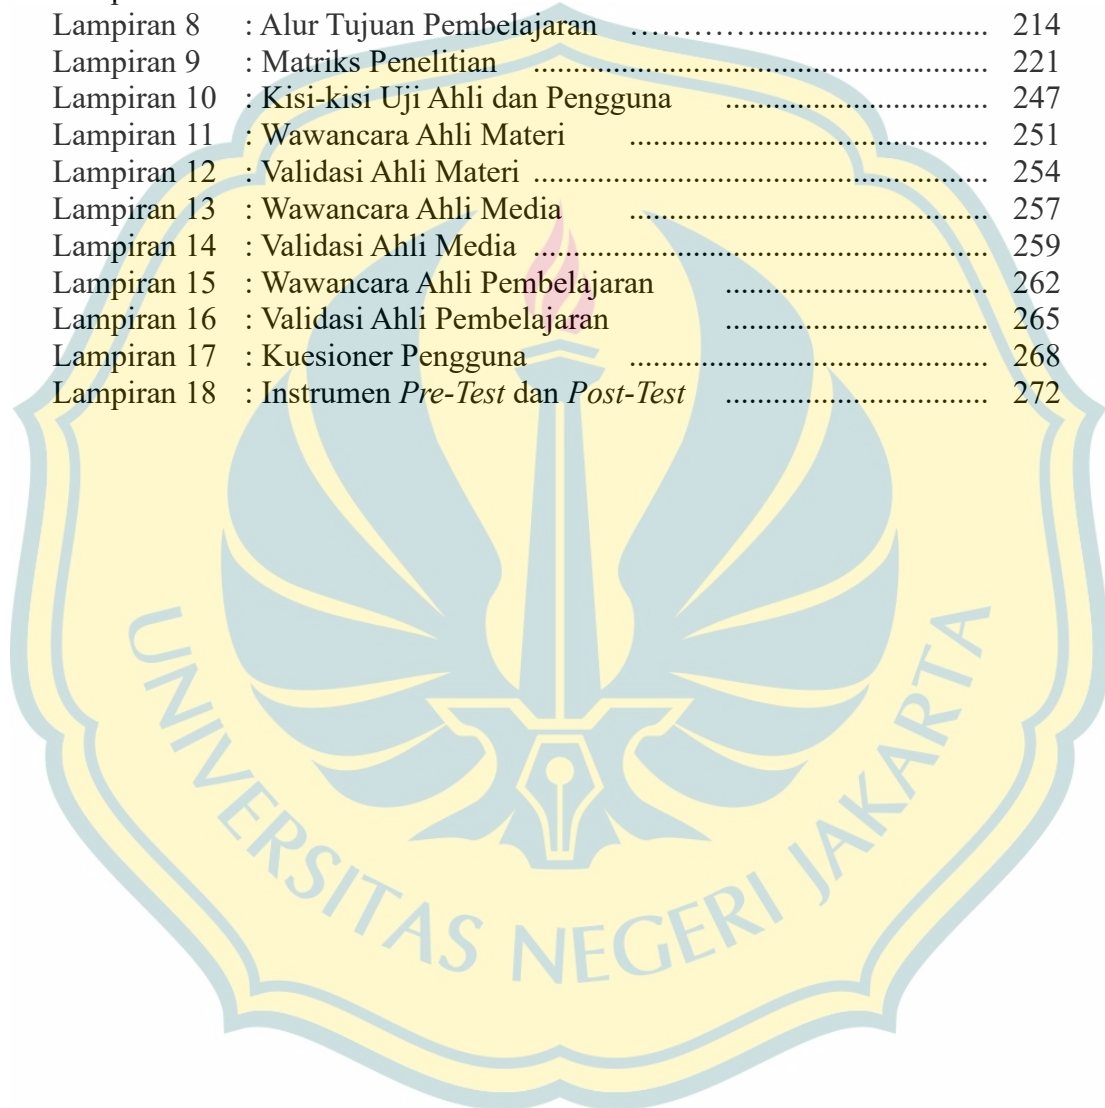 Lampiran 8 : Alur Tujuan Pembelajaran …………............................... 214
Lampiran 9 : Matriks Penelitian ........................................................... 221
Lampiran 10 : Kisi-kisi Uji Ahli dan Pengguna .................................. 247
Lampiran 11 : Wawancara Ahli Materi .............................................. 251
Lampiran 12 : Validasi Ahli Materi ........................................................... 254
Lampiran 13 : Wawancara Ahli Media .............................................. 257
Lampiran 14 : Validasi Ahli Media .......................................................... 259
Lampiran 15 : Wawancara Ahli Pembelajaran .................................. 262
Lampiran 16 : Validasi Ahli Pembelajaran .................................. 265
Lampiran 17 : Kuesioner Pengguna .............................................. 268
Lampiran 18 : Instrumen Pre-Test dan Post-Test .................................. 272
UNIVERSITAS NEGERI JAKARTA